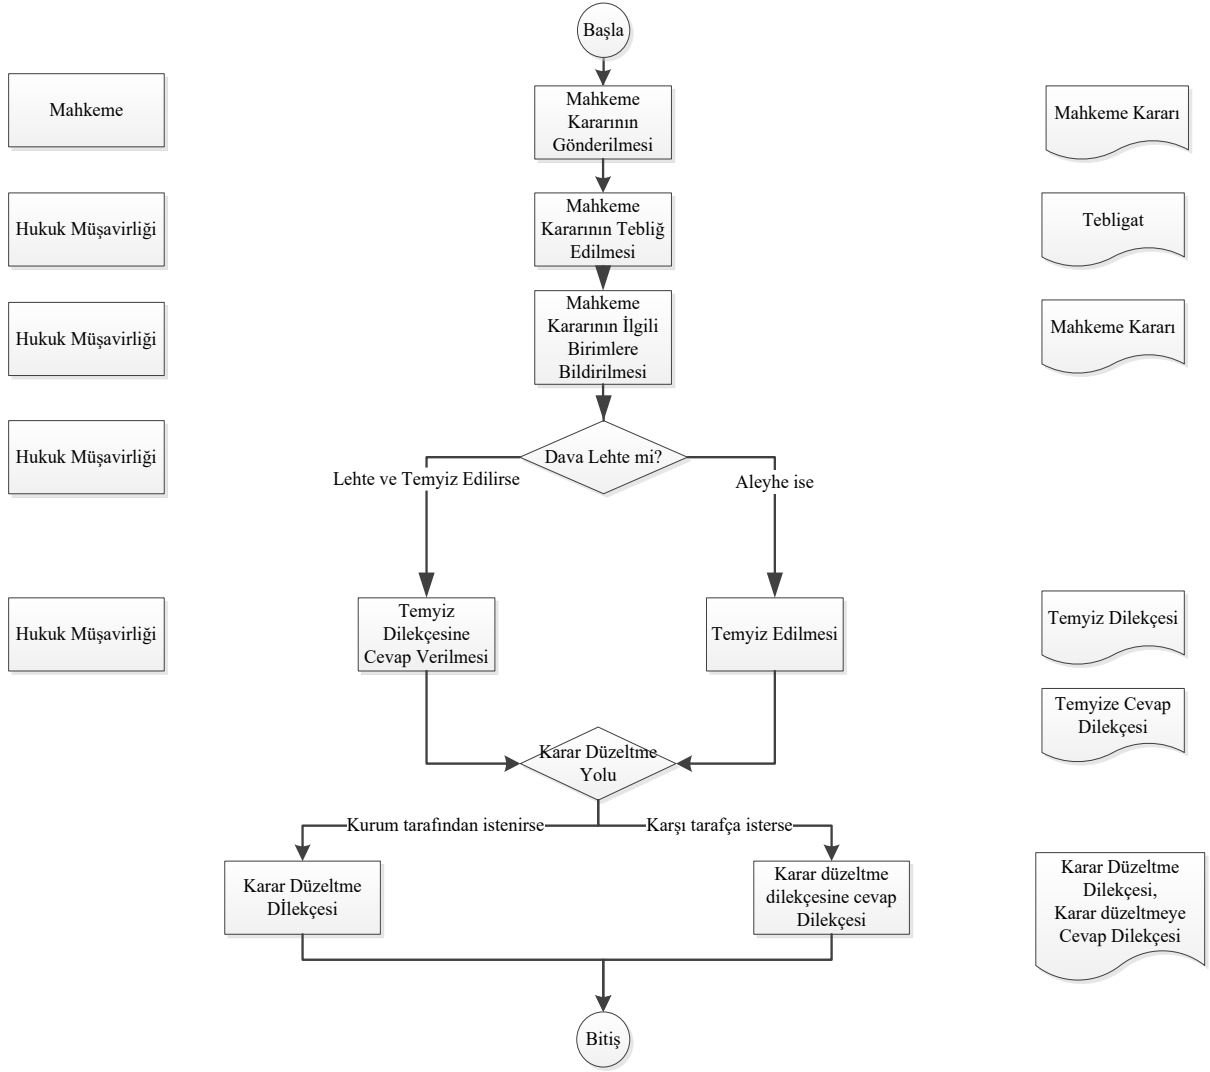 Başla
Mahkeme
Mahkeme
Kararının
Gönderilmesi
Mahkeme Kararı
Hukuk Müşavirliği
Mahkeme
Kararının Tebliğ
Edilmesi
Tebligat
Hukuk Müşavirliği
Mahkeme
Kararının İlgili
Birimlere
Bildirilmesi
Mahkeme Kararı
Hukuk Müşavirliği
Dava Lehte mi?
Lehte ve Temyiz Edilirse
Aleyhe ise
Hukuk Müşavirliği
Temyiz
Dilekçesine
Cevap Verilmesi
Temyiz Edilmesi
Temyiz Dilekçesi
Temyize Cevap
Dilekçesi
Karar Düzeltme
Yolu
Kurum tarafından istenirse
Karşı tarafça isterse
Karar Düzeltme
Dİlekçesi
Karar düzeltme
dilekçesine cevap
Dilekçesi
Karar Düzeltme
Dilekçesi,
Karar düzeltmeye
Cevap Dilekçesi
Bitiş